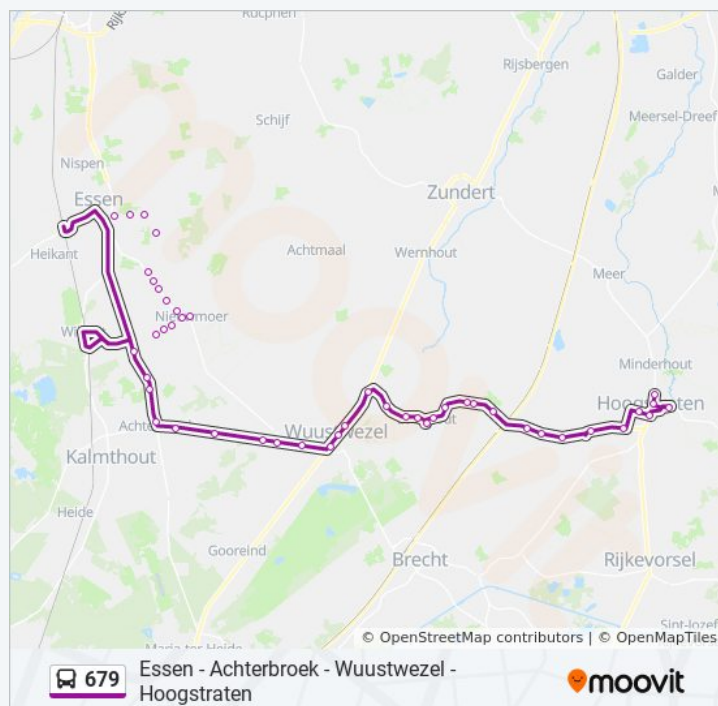 Rucphen
Rijsbergen
Galder
Schijf
Meersel-Dreef
Nispen
Essen
Zundert
Heikant
Achtmaal
Wernhout
Meer
Minderhout
Hoogstraten
Wuustwezel
Kalmthout
Heide
Gooreind
Brecht
Rijkevorsel
© OpenStreetMap contributors | © OpenMapTiles
679
Essen - Achterbroek - Wuustwezel -
Hoogstraten
moovit